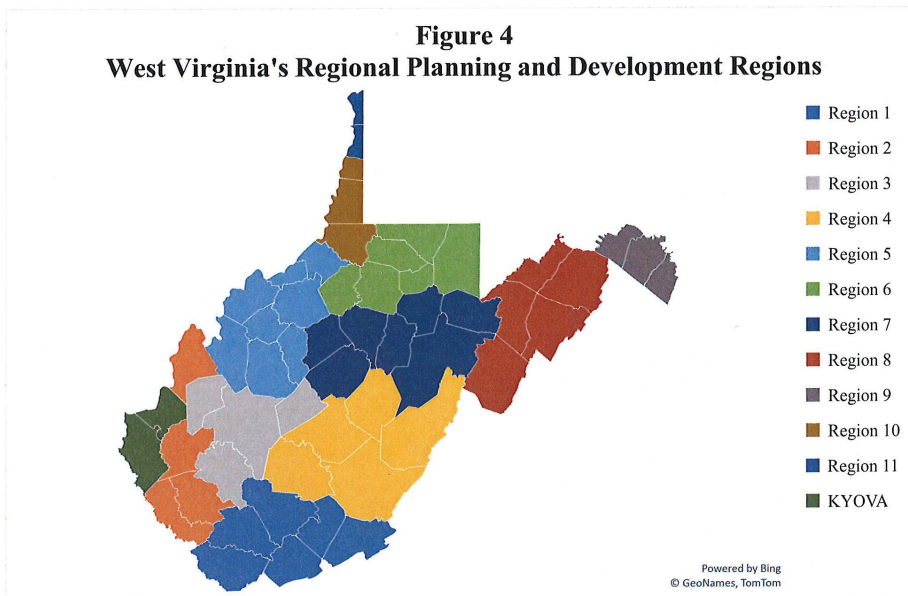 Figure 4
West Virginia's Regional Planning and Development Regions
Region 1
Region 2
Region 3
Region 4
Region 5
Region 6
Region 7
Region 8
Region 9
Region 10
Region 11
KYOVA
Powered by Bing
© GeoNames, TomTom